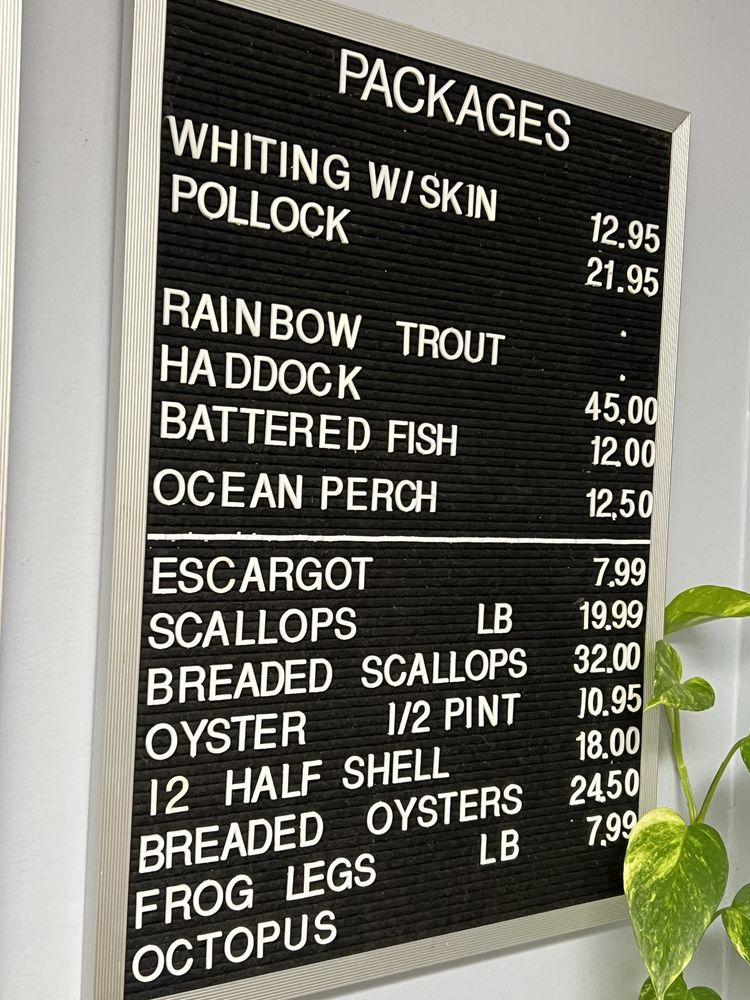 PACKAGES
WHITING W/SKIN 12.95
POLLOCK 21.95
.
RAINBOW TROUT .
HADDOCK 45.00
BATTERED FISH 12.00
OCEAN PERCH 12.50
ESCARGOT 7.99
SCALLOPS LB 19.99
BREADED SCALLOPS 32.00
OYSTER 1/2 PINT 10.95
12 HALF SHELL 18.00
BREADED OYSTERS 24.50
FROG LEGS LB 7.99
OCTOPUS